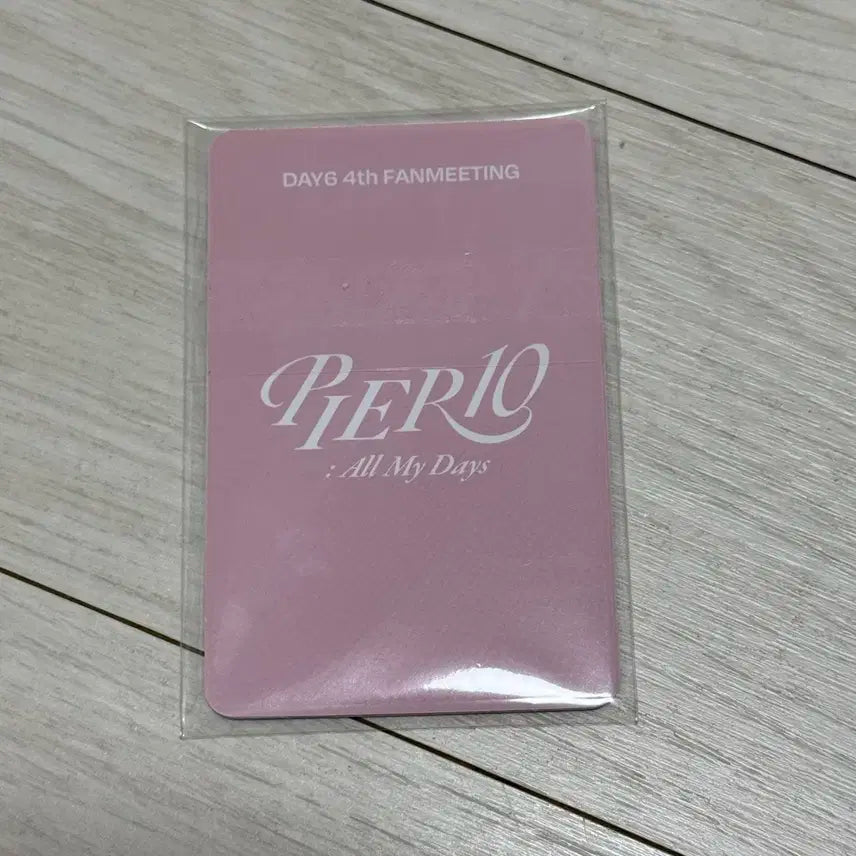 DAY6 4th FANMEETING
PIER10
: All My Days